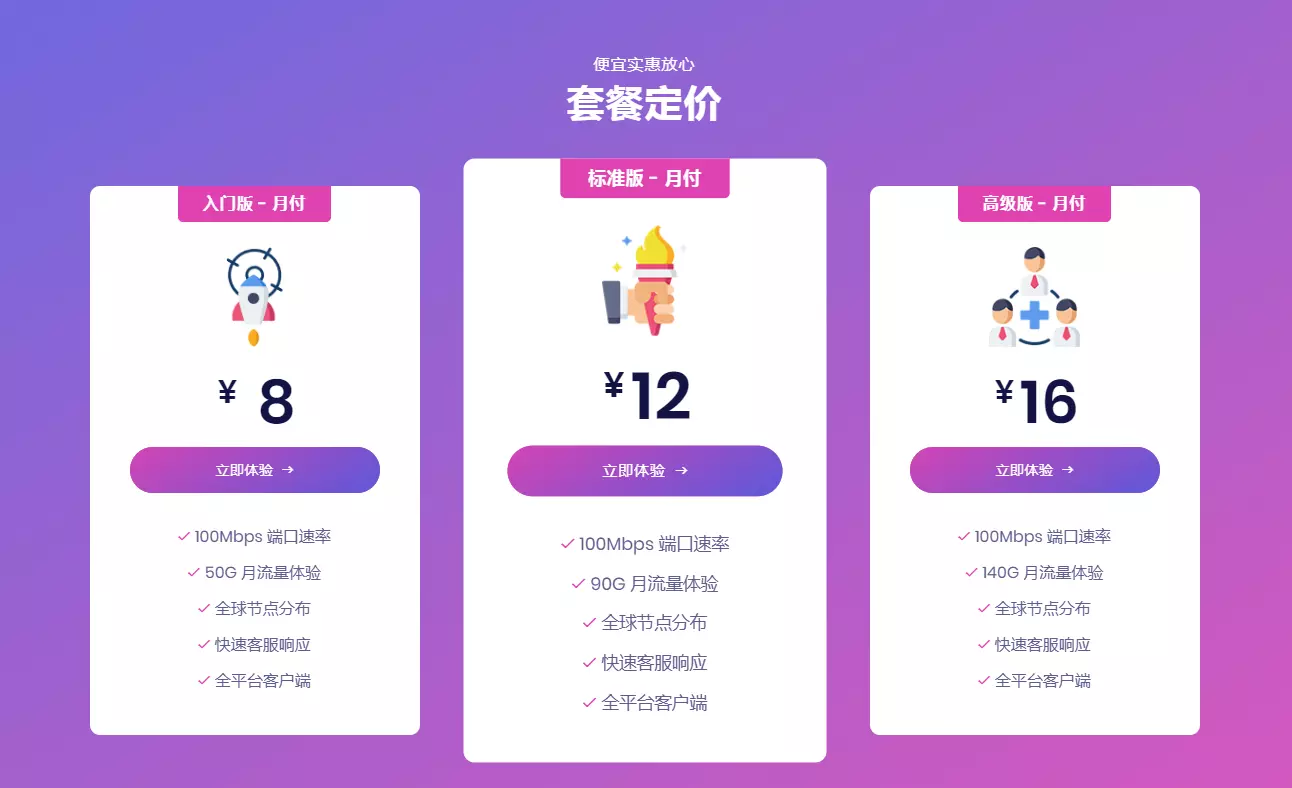 便宜实惠放心
套餐定价
入门版 - 月付
¥ 8
立即体验 →
✓ 100Mbps 端口速率
✓ 50G 月流量体验
✓ 全球节点分布
✓ 快速客服响应
✓ 全平台客户端
标准版 - 月付
¥12
立即体验 →
✓ 100Mbps 端口速率
✓ 90G 月流量体验
✓ 全球节点分布
✓ 快速客服响应
✓ 全平台客户端
高级版 - 月付
¥16
立即体验 →
✓ 100Mbps 端口速率
✓ 140G 月流量体验
✓ 全球节点分布
✓ 快速客服响应
✓ 全平台客户端